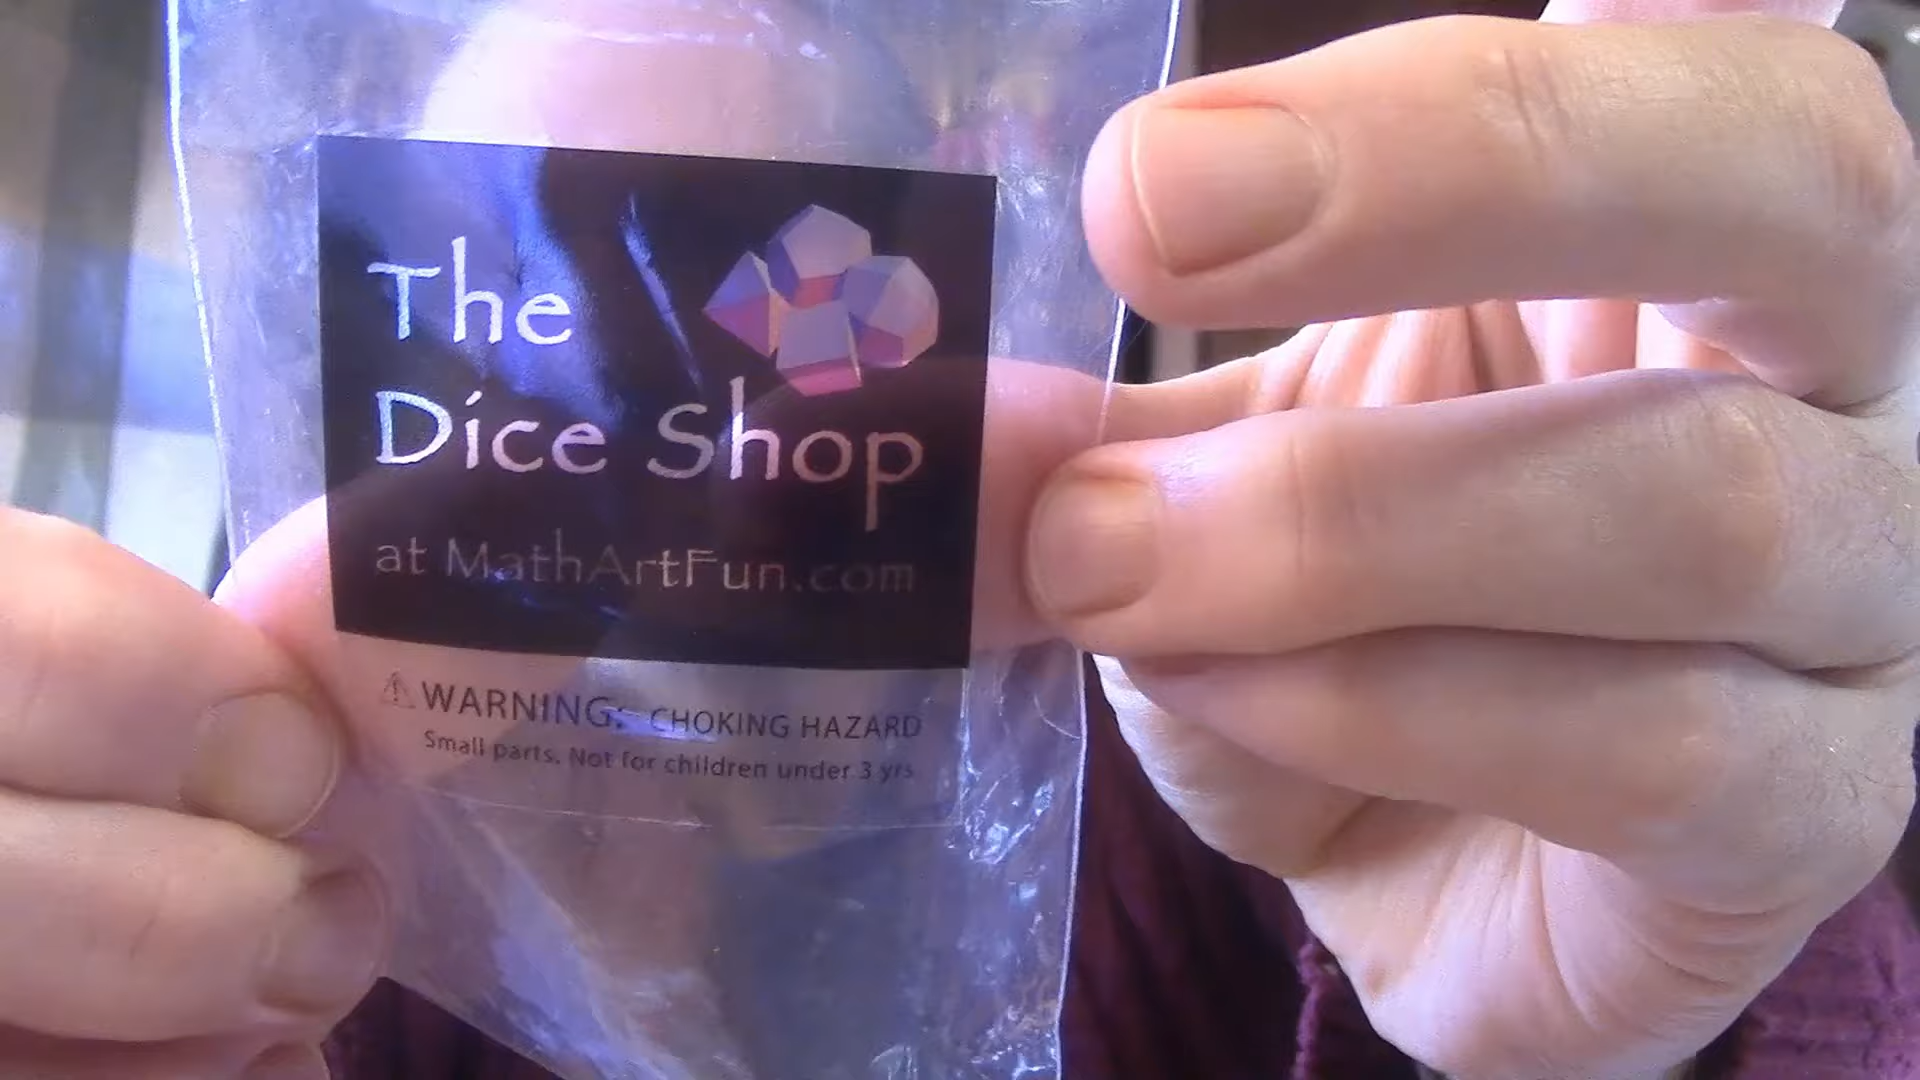 The
Dice Shop
at MathArtFun.com
⚠ WARNING: CHOKING HAZARD
Small parts. Not for children under 3 yrs